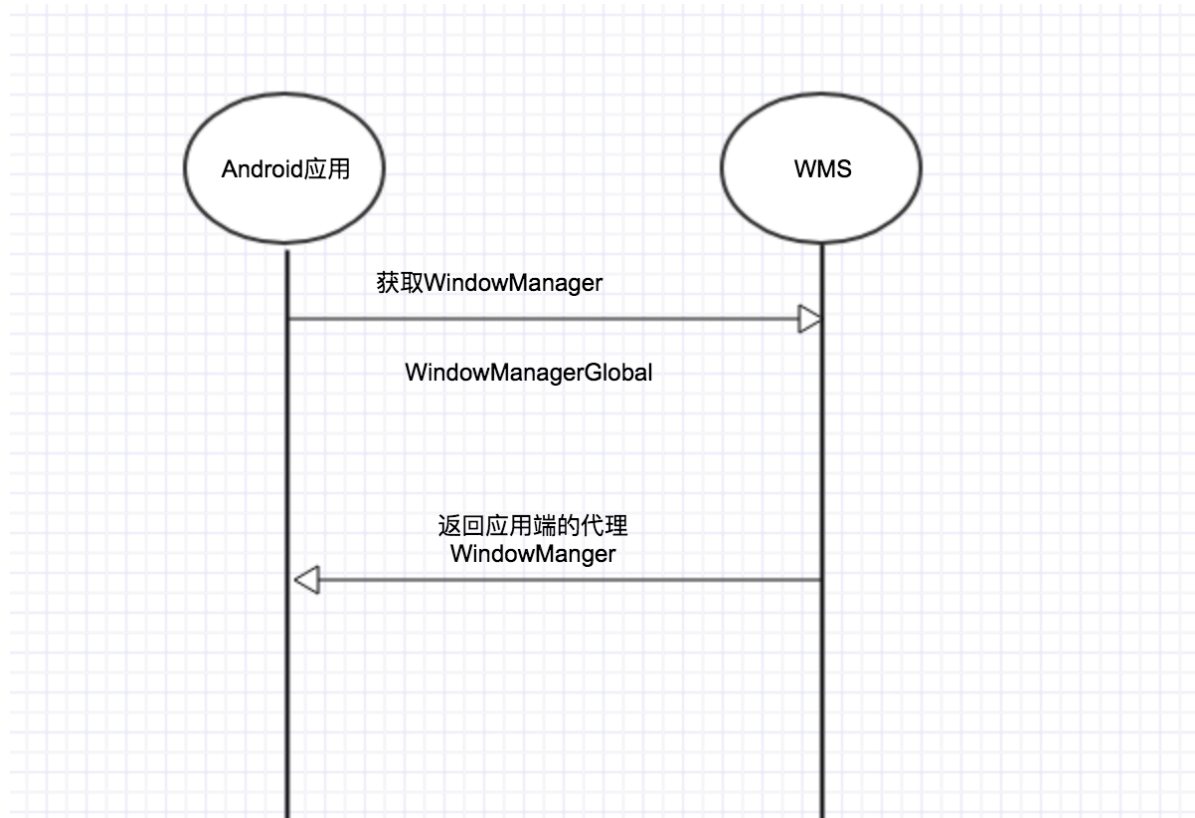 Android应用
WMS
获取WindowManager
WindowManagerGlobal
返回应用端的代理
WindowManger